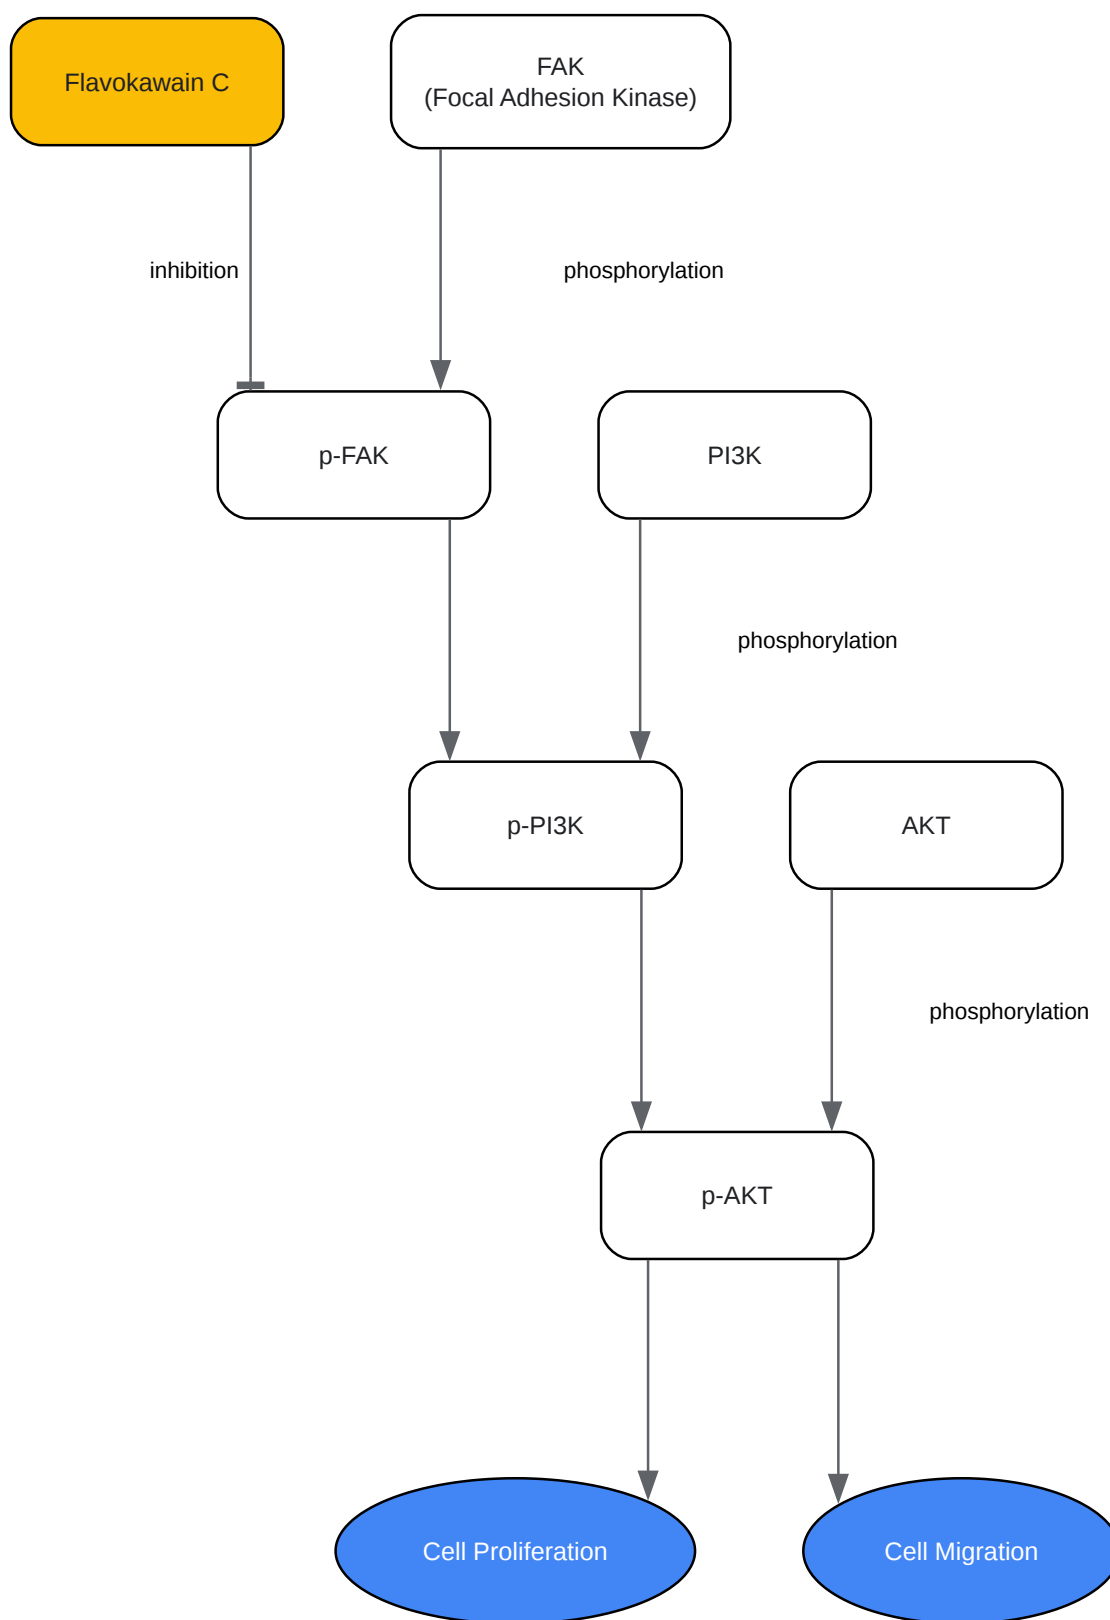 Flavokawain C
FAK
(Focal Adhesion Kinase)
inhibition
phosphorylation
p-FAK
PI3K
phosphorylation
p-PI3K
AKT
phosphorylation
p-AKT
Cell Proliferation
Cell Migration